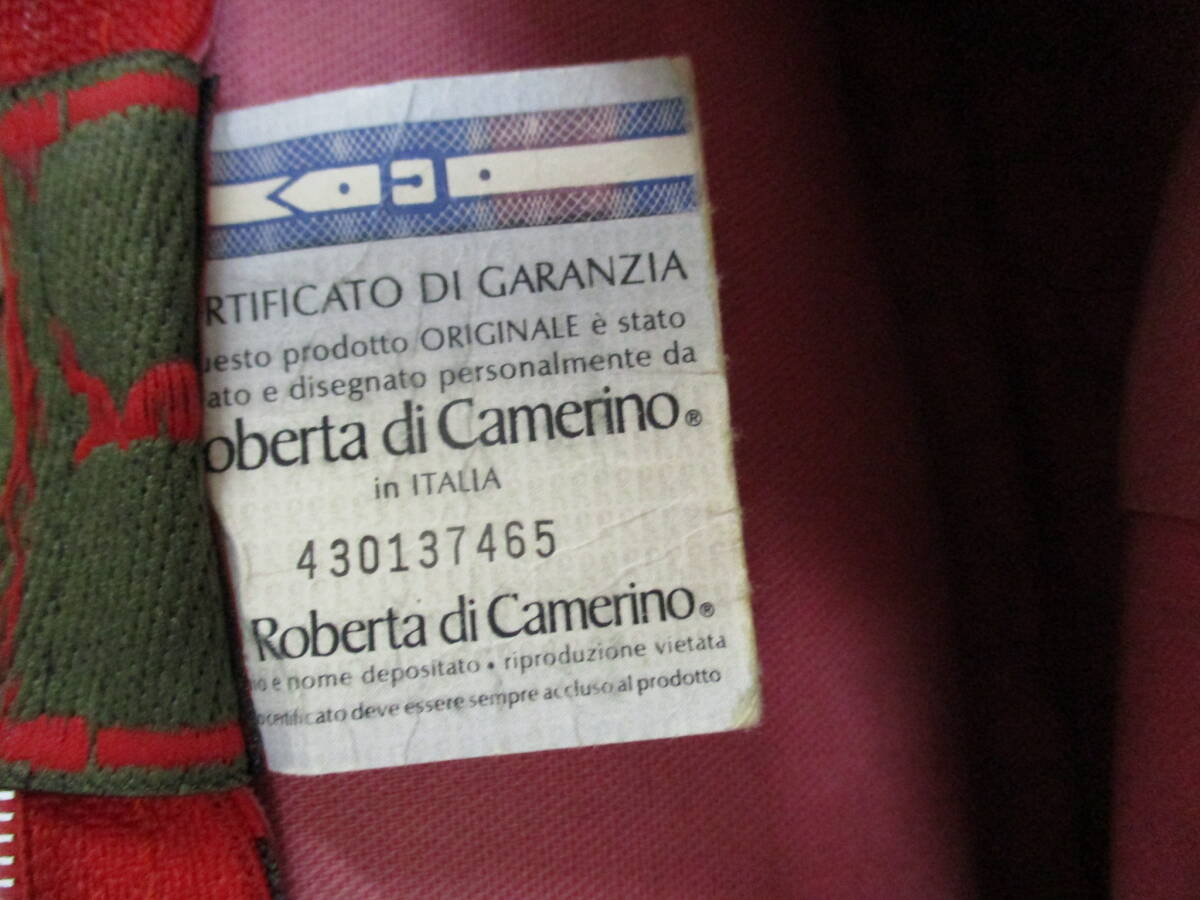 RTIFICATO DI GARANZIA
uesto prodotto ORIGINALE è stato
ato e disegnato personalmente da
oberta di Camerino®
in ITALIA
430137465
Roberta di Camerino®
io e nome depositato • riproduzione vietata
certificato deve essere sempre accluso al prodotto